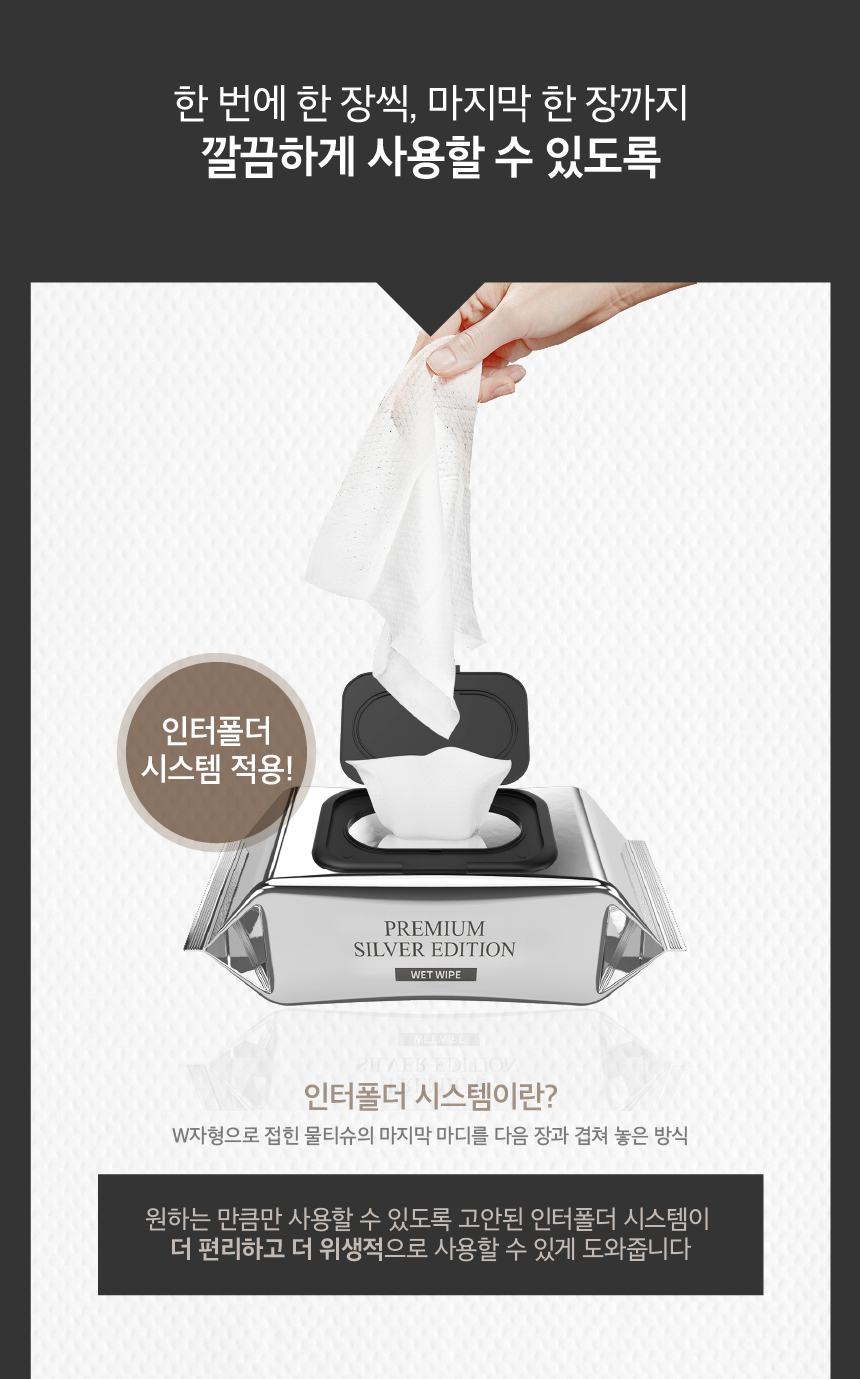 한 번에 한 장씩, 마지막 한 장까지
깔끔하게 사용할 수 있도록
인터폴더
시스템 적용!
PREMIUM
SILVER EDITION
WET WIPE
인터폴더 시스템이란?
W자형으로 접힌 물티슈의 마지막 마디를 다음 장과 겹쳐 놓은 방식
원하는 만큼만 사용할 수 있도록 고안된 인터폴더 시스템이
더 편리하고 더 위생적으로 사용할 수 있게 도와줍니다